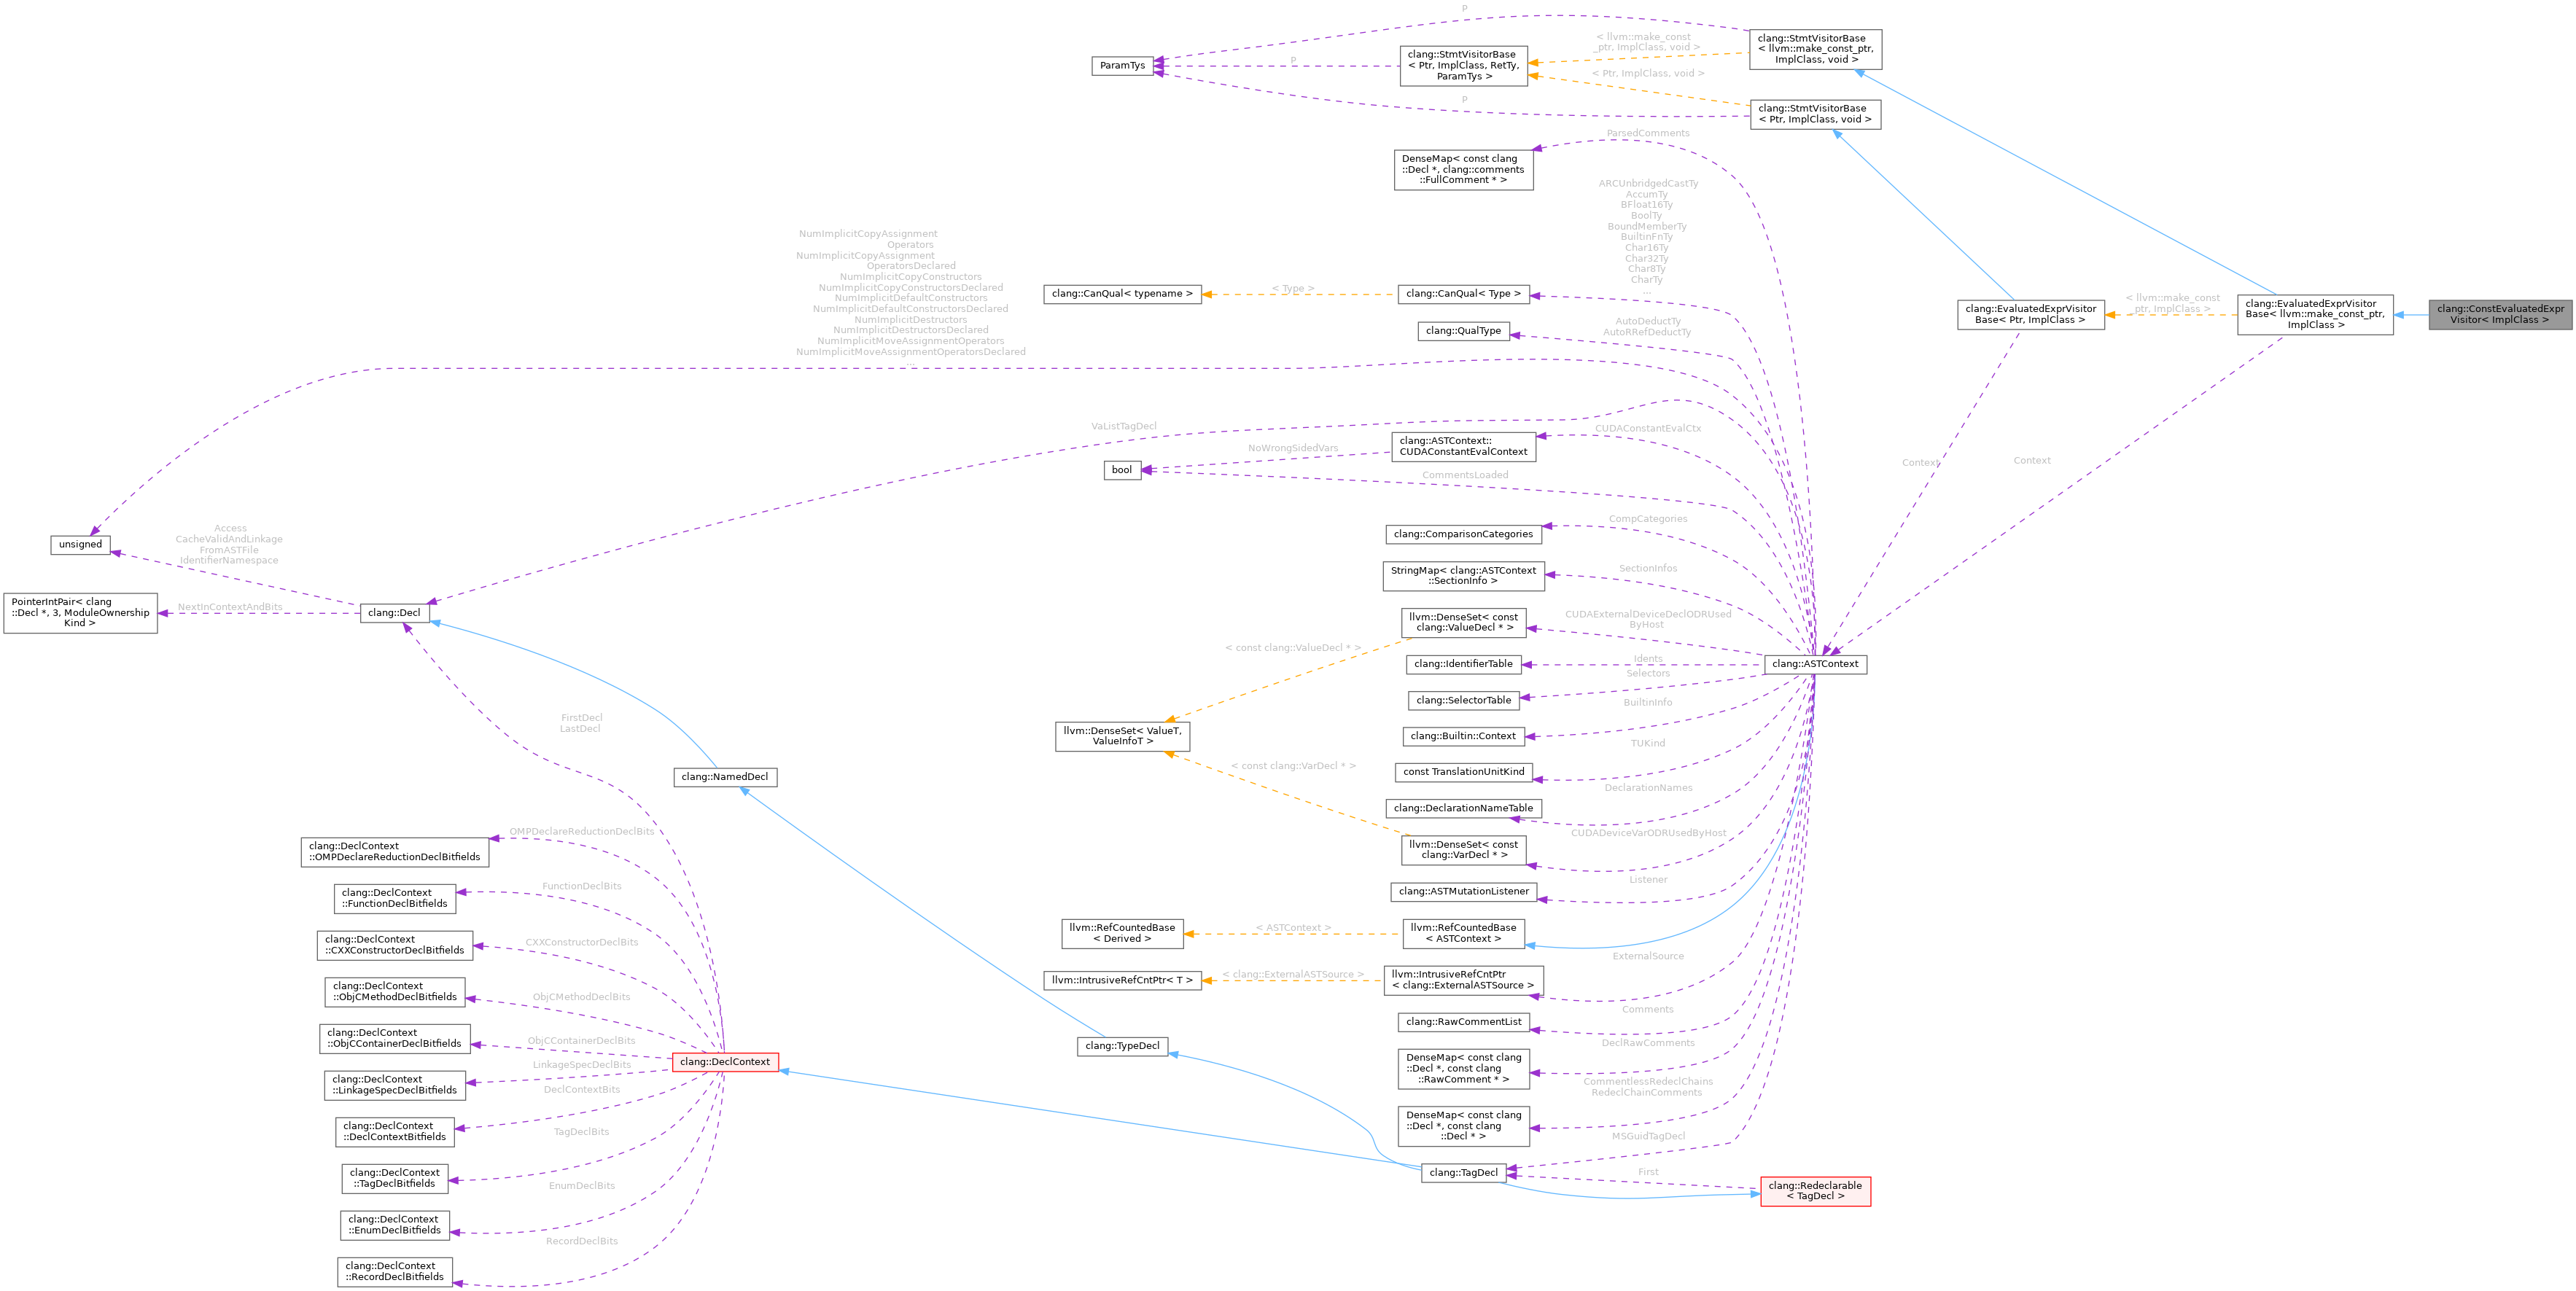 P
clang::StmtVisitorBase
< llvm::make_const_ptr,
ImplClass, void >
< llvm::make_const
_ptr, ImplClass, void >
clang::StmtVisitorBase
< Ptr, ImplClass, RetTy,
ParamTys >
ParamTys
P
< Ptr, ImplClass, void >
P
clang::StmtVisitorBase
< Ptr, ImplClass, void >
ParsedComments
DenseMap< const clang
::Decl *, clang::comments
::FullComment * >
ARCUnbridgedCastTy
AccumTy
BFloat16Ty
BoolTy
BoundMemberTy
BuiltinFnTy
Char16Ty
Char32Ty
Char8Ty
CharTy
...
NumImplicitCopyAssignment
Operators
NumImplicitCopyAssignment
OperatorsDeclared
NumImplicitCopyConstructors
NumImplicitCopyConstructorsDeclared
NumImplicitDefaultConstructors
NumImplicitDefaultConstructorsDeclared
NumImplicitDestructors
NumImplicitDestructorsDeclared
NumImplicitMoveAssignmentOperators
NumImplicitMoveAssignmentOperatorsDeclared
...
clang::CanQual< typename >
< Type >
clang::CanQual< Type >
clang::QualType
AutoDeductTy
AutoRRefDeductTy
clang::EvaluatedExprVisitor
Base< Ptr, ImplClass >
< llvm::make_const
_ptr, ImplClass >
clang::EvaluatedExprVisitor
Base< llvm::make_const_ptr,
ImplClass >
clang::ConstEvaluatedExpr
Visitor< ImplClass >
VaListTagDecl
CUDAConstantEvalCtx
clang::ASTContext::
CUDAConstantEvalContext
NoWrongSidedVars
bool
CommentsLoaded
Context
Context
CompCategories
clang::ComparisonCategories
Access
CacheValidAndLinkage
FromASTFile
IdentifierNamespace
unsigned
StringMap< clang::ASTContext
::SectionInfo >
SectionInfos
PointerIntPair< clang
::Decl *, 3, ModuleOwnership
Kind >
NextInContextAndBits
clang::Decl
llvm::DenseSet< const
clang::ValueDecl * >
CUDAExternalDeviceDeclODRUsed
ByHost
< const clang::ValueDecl * >
clang::IdentifierTable
Idents
clang::ASTContext
Selectors
clang::SelectorTable
BuiltinInfo
FirstDecl
LastDecl
llvm::DenseSet< ValueT,
ValueInfoT >
clang::Builtin::Context
TUKind
< const clang::VarDecl * >
const TranslationUnitKind
clang::NamedDecl
DeclarationNames
clang::DeclarationNameTable
OMPDeclareReductionDeclBits
CUDADeviceVarODRUsedByHost
clang::DeclContext
::OMPDeclareReductionDeclBitfields
llvm::DenseSet< const
clang::VarDecl * >
Listener
clang::ASTMutationListener
FunctionDeclBits
clang::DeclContext
::FunctionDeclBitfields
llvm::RefCountedBase
< Derived >
< ASTContext >
llvm::RefCountedBase
< ASTContext >
CXXConstructorDeclBits
clang::DeclContext
::CXXConstructorDeclBitfields
ExternalSource
llvm::IntrusiveRefCntPtr< T >
< clang::ExternalASTSource >
llvm::IntrusiveRefCntPtr
< clang::ExternalASTSource >
clang::DeclContext
::ObjCMethodDeclBitfields
ObjCMethodDeclBits
Comments
clang::RawCommentList
clang::DeclContext
::ObjCContainerDeclBitfields
ObjCContainerDeclBits
DeclRawComments
clang::TypeDecl
clang::DeclContext
LinkageSpecDeclBits
DenseMap< const clang
::Decl *, const clang
::RawComment * >
clang::DeclContext
::LinkageSpecDeclBitfields
DeclContextBits
CommentlessRedeclChains
RedeclChainComments
clang::DeclContext
::DeclContextBitfields
TagDeclBits
DenseMap< const clang
::Decl *, const clang
::Decl * >
MSGuidTagDecl
clang::DeclContext
::TagDeclBitfields
clang::TagDecl
First
EnumDeclBits
clang::Redeclarable
< TagDecl >
clang::DeclContext
::EnumDeclBitfields
RecordDeclBits
clang::DeclContext
::RecordDeclBitfields